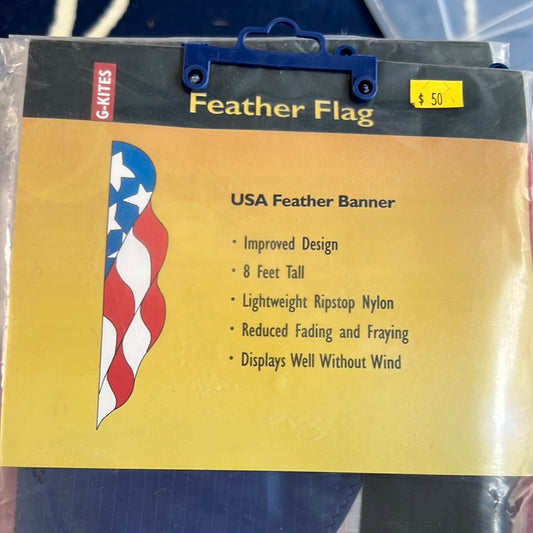 G-KITES
Feather Flag
$ 50
USA Feather Banner
• Improved Design
• 8 Feet Tall
• Lightweight Ripstop Nylon
• Reduced Fading and Fraying
• Displays Well Without Wind